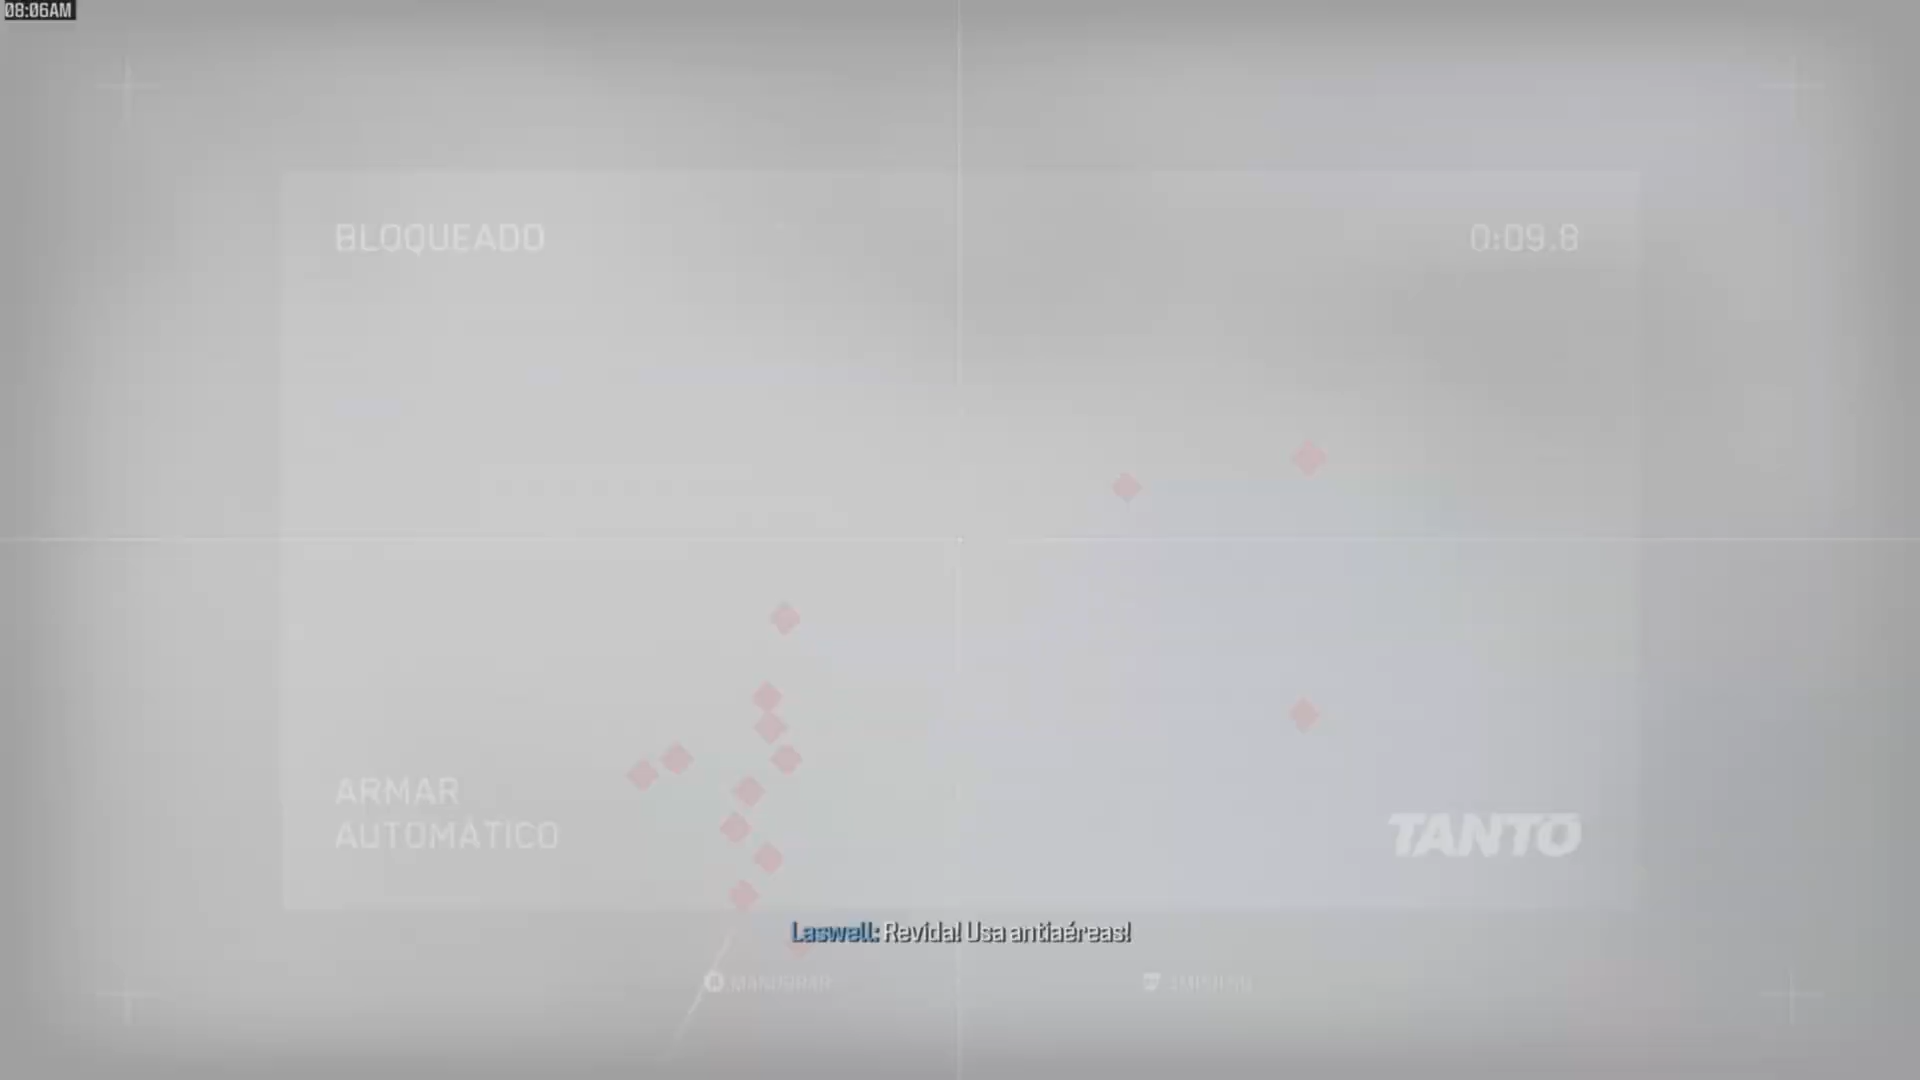 08:06AM
BLOQUEADO
0:09.8
ARMAR
AUTOMÁTICO
TANTO
Laswell: Revida! Usa antiaéreas!